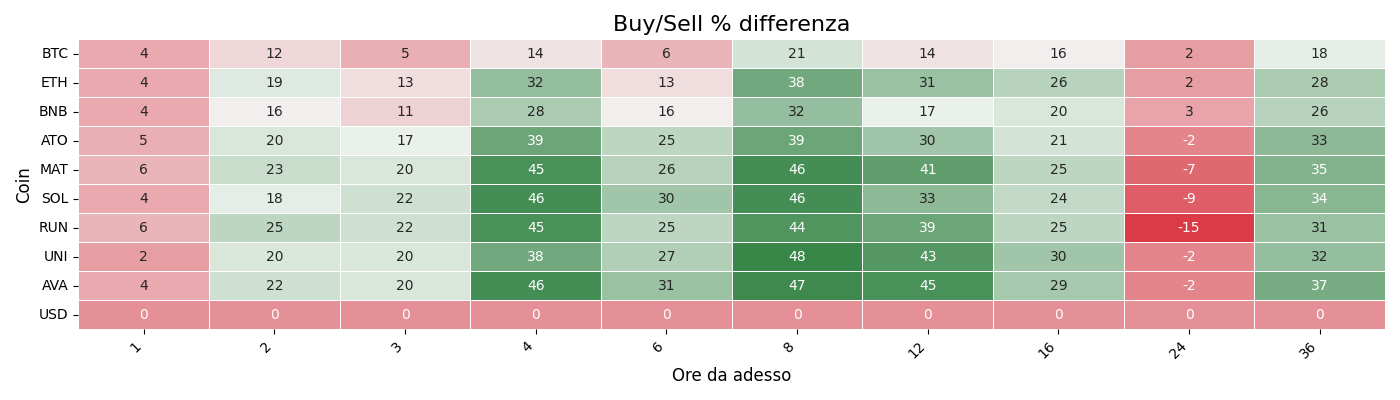 Buy/Sell % differenza
Coin
BTC 4 12 5 14 6 21 14 16 2 18
ETH 4 19 13 32 13 38 31 26 2 28
BNB 4 16 11 28 16 32 17 20 3 26
ATO 5 20 17 39 25 39 30 21 -2 33
MAT 6 23 20 45 26 46 41 25 -7 35
SOL 4 18 22 46 30 46 33 24 -9 34
RUN 6 25 22 45 25 44 39 25 -15 31
UNI 2 20 20 38 27 48 43 30 -2 32
AVA 4 22 20 46 31 47 45 29 -2 37
USD 0 0 0 0 0 0 0 0 0 0
1 2 3 4 6 8 12 16 24 36
Ore da adesso